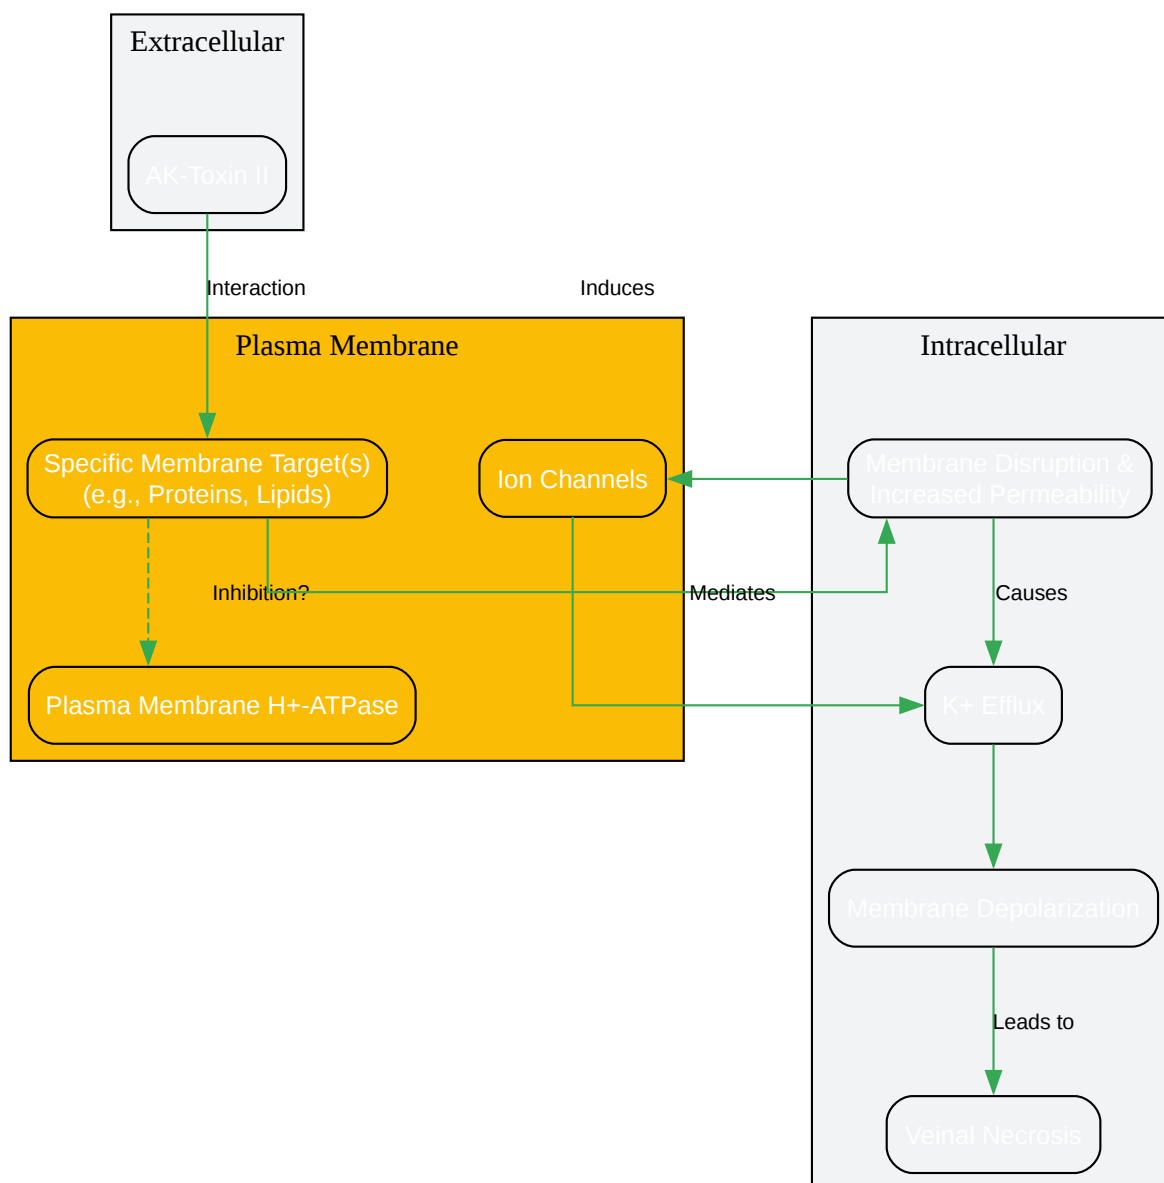 Extracellular
AK-Toxin II
Interaction
Induces
Plasma Membrane
Intracellular
Specific Membrane Target(s)
(e.g., Proteins, Lipids)
Ion Channels
Membrane Disruption &
Increased Permeability
Inhibition?
Mediates
Causes
Plasma Membrane H+-ATPase
K+ Efflux
Membrane Depolarization
Leads to
Veinal Necrosis